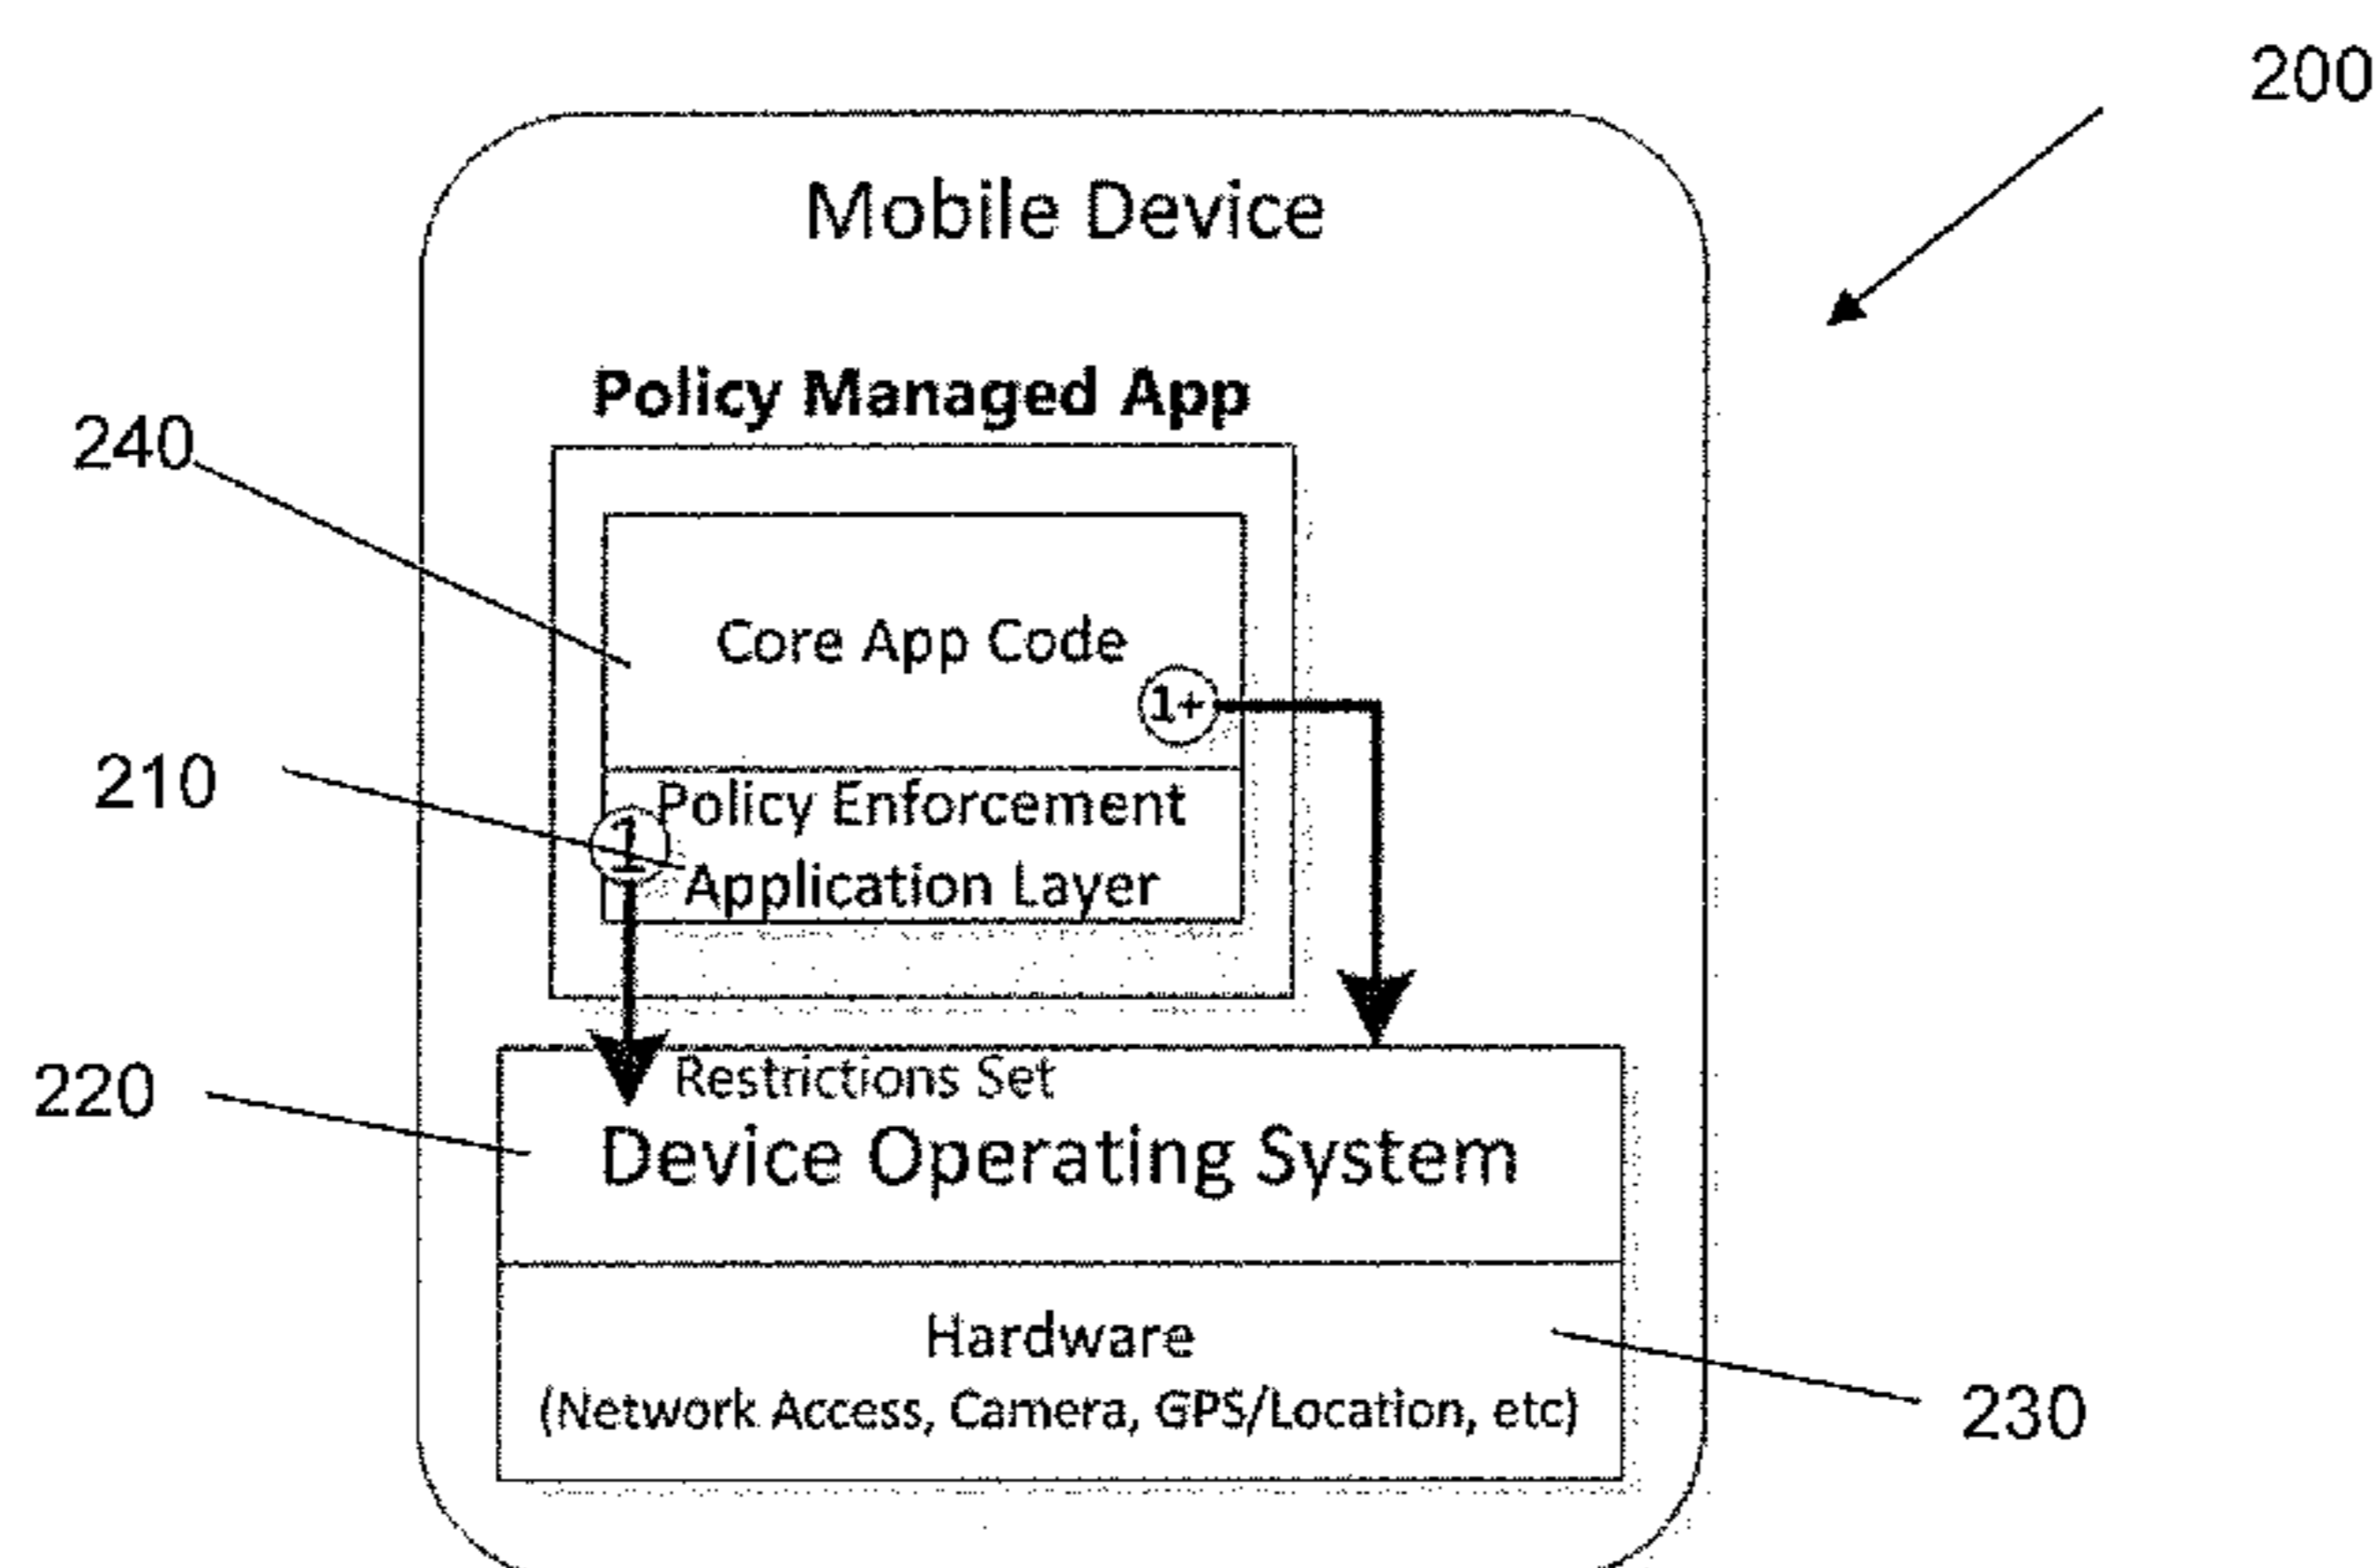 200
Mobile Device
Policy Managed App
240
Core App Code
1+
210
Policy Enforcement
1
Application Layer
220
Restrictions Set
Device Operating System
Hardware
(Network Access, Camera, GPS/Location, etc)
230